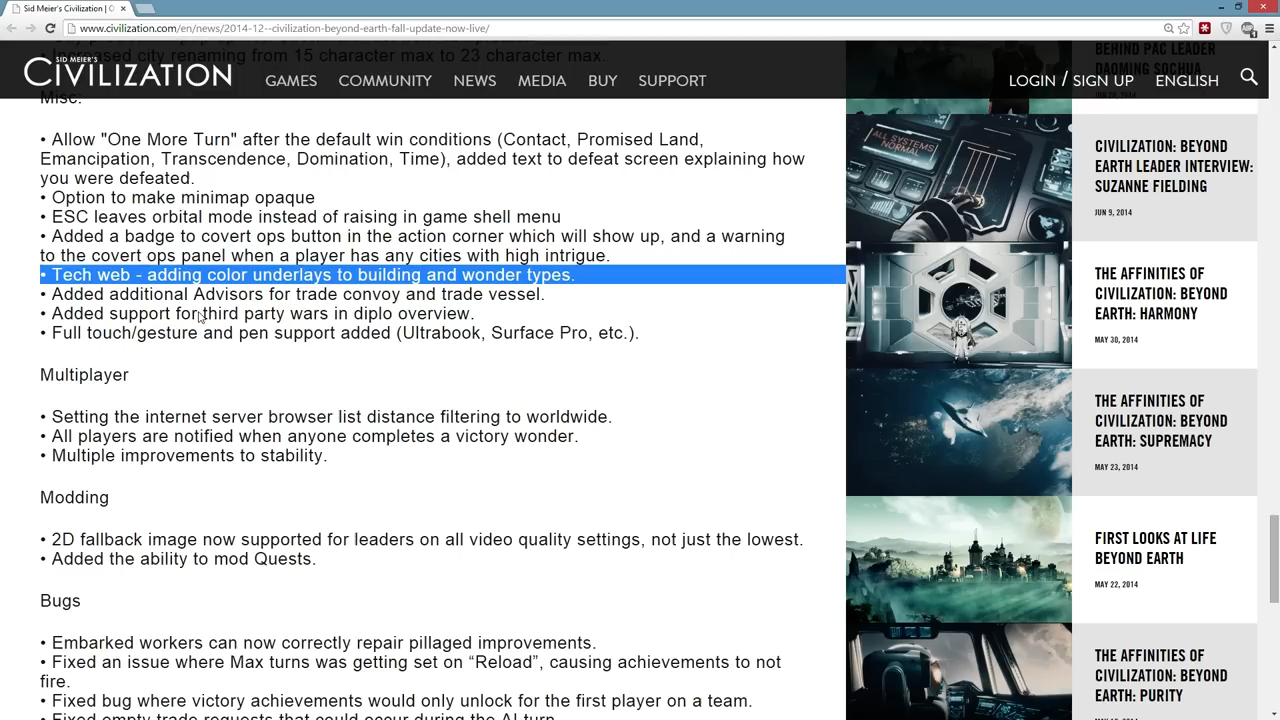 Sid Meier's Civilization | O
www.civilization.com/en/news/2014-12--civilization-beyond-earth-fall-update-now-live/
• Increased city renaming from 15 character max to 23 character max.
SID MEIER'S
CIVILIZATION
GAMES
COMMUNITY
NEWS
MEDIA
BUY
SUPPORT
LOGIN / SIGN UP
ENGLISH
Misc:
• Allow "One More Turn" after the default win conditions (Contact, Promised Land,
Emancipation, Transcendence, Domination, Time), added text to defeat screen explaining how
you were defeated.
• Option to make minimap opaque
• ESC leaves orbital mode instead of raising in game shell menu
• Added a badge to covert ops button in the action corner which will show up, and a warning
to the covert ops panel when a player has any cities with high intrigue.
• Tech web - adding color underlays to building and wonder types.
• Added additional Advisors for trade convoy and trade vessel.
• Added support for third party wars in diplo overview.
• Full touch/gesture and pen support added (Ultrabook, Surface Pro, etc.).
Multiplayer
• Setting the internet server browser list distance filtering to worldwide.
• All players are notified when anyone completes a victory wonder.
• Multiple improvements to stability.
Modding
• 2D fallback image now supported for leaders on all video quality settings, not just the lowest.
• Added the ability to mod Quests.
Bugs
• Embarked workers can now correctly repair pillaged improvements.
• Fixed an issue where Max turns was getting set on “Reload”, causing achievements to not
fire.
• Fixed bug where victory achievements would only unlock for the first player on a team.
• Fixed empty trade requests that could occur during the AI turn.
BEHIND PAC LEADER
DAOMING SOCHUA
JUN 20, 2014
ALL SYSTEMS
NORMAL
CIVILIZATION: BEYOND
EARTH LEADER INTERVIEW:
SUZANNE FIELDING
JUN 9, 2014
THE AFFINITIES OF
CIVILIZATION: BEYOND
EARTH: HARMONY
MAY 30, 2014
THE AFFINITIES OF
CIVILIZATION: BEYOND
EARTH: SUPREMACY
MAY 23, 2014
FIRST LOOKS AT LIFE
BEYOND EARTH
MAY 22, 2014
THE AFFINITIES OF
CIVILIZATION: BEYOND
EARTH: PURITY